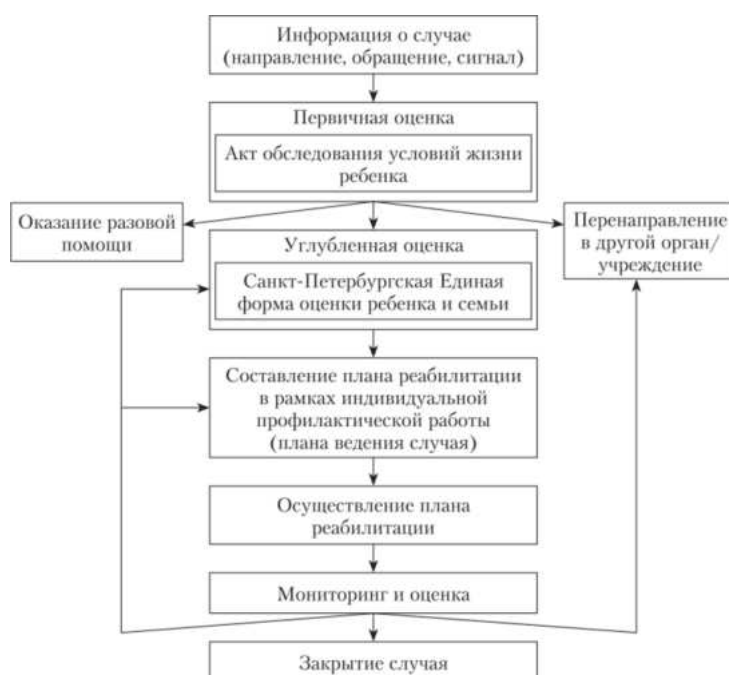 Информация о случае
(направление, обращение, сигнал)
Первичная оценка
Акт обследования условий жизни
ребенка
Оказание разовой
помощи
Перенаправление
в другой орган/
учреждение
Углубленная оценка
Санкт-Петербургская Единая
форма оценки ребенка и семьи
Составление плана реабилитации
в рамках индивидуальной
профилактической работы
(плана ведения случая)
Осуществление плана
реабилитации
Мониторинг и оценка
Закрытие случая